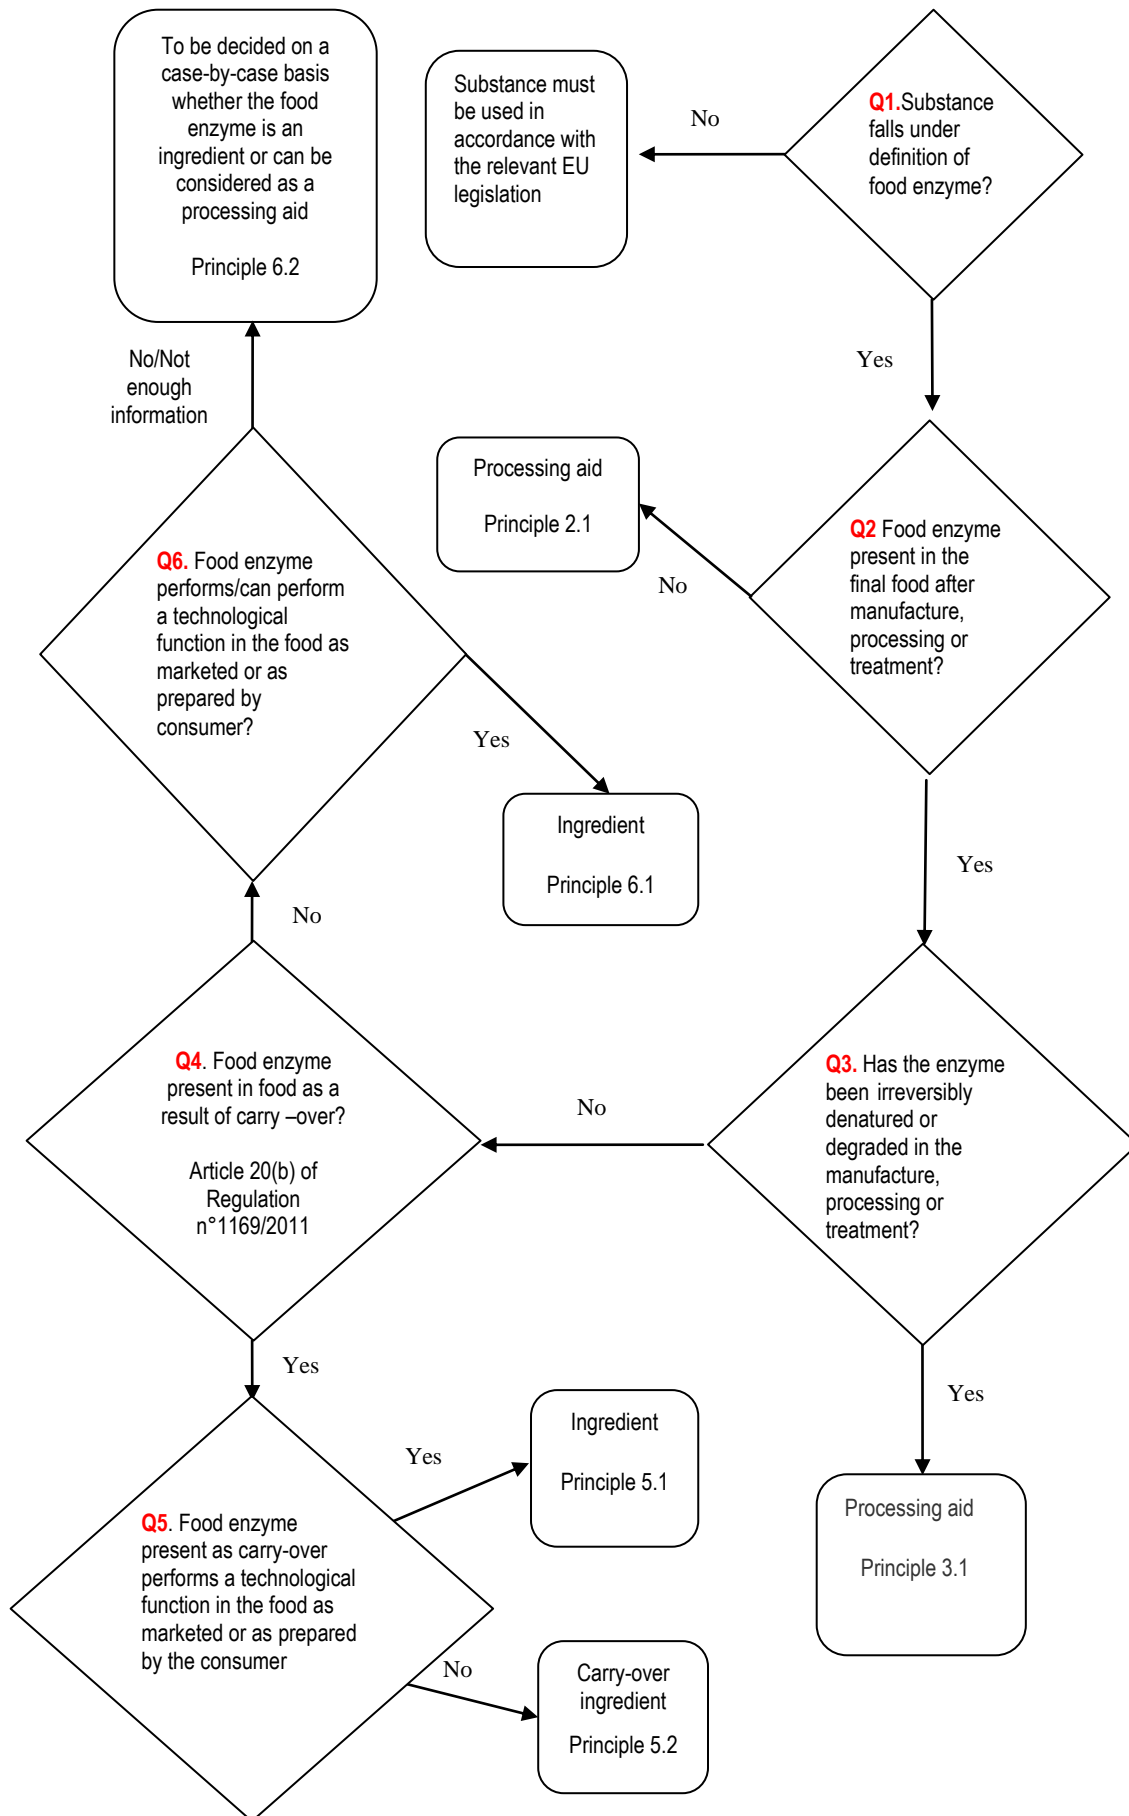 To be decided on a
case-by-case basis
whether the food
enzyme is an
ingredient or can be
considered as a
processing aid
Principle 6.2
Substance must
be used in
accordance with
the relevant EU
legislation
No
Q1.Substance
falls under
definition of
food enzyme?
Yes
No/Not
enough
information
Processing aid
Principle 2.1
No
Q2 Food enzyme
present in the
final food after
manufacture,
processing or
treatment?
Q6. Food enzyme
performs/can perform
a technological
function in the food as
marketed or as
prepared by
consumer?
Yes
Ingredient
Principle 6.1
Yes
No
Q4. Food enzyme
present in food as a
result of carry –over?
Article 20(b) of
Regulation
n°1169/2011
No
Q3. Has the enzyme
been irreversibly
denatured or
degraded in the
manufacture,
processing or
treatment?
Yes
Yes
Ingredient
Principle 5.1
Yes
Q5. Food enzyme
present as carry-over
performs a technological
function in the food as
marketed or as prepared
by the consumer
Processing aid
Principle 3.1
No
Carry-over
ingredient
Principle 5.2